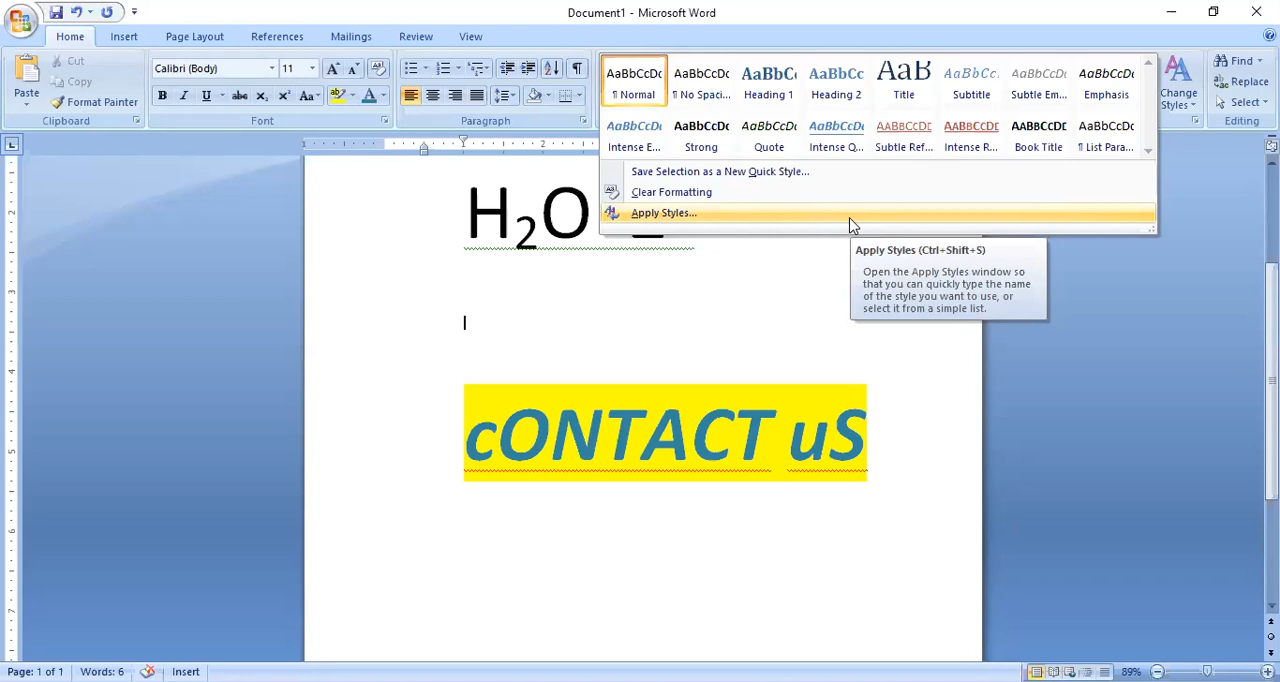 Document1 - Microsoft Word
Home Insert Page Layout References Mailings Review View
Cut
Copy
Format Painter
Paste
Clipboard
Calibri (Body) 11
B I U abc x₂ x² Aa
Font
Paragraph
AaBbCcDc AaBbCcDc AaBbC AaBbCc AaB AaBbCc. AaBbCcDc AaBbCcDc
¶ Normal ¶ No Spaci... Heading 1 Heading 2 Title Subtitle Subtle Em... Emphasis
AaBbCcDc AaBbCcDc AaBbCcDc AaBbCcDc AABBCCDC AABBCCDC AABBCCDC AaBbCcDc
Intense E... Strong Quote Intense Q... Subtle Ref... Intense R... Book Title ¶ List Para...
Save Selection as a New Quick Style...
Clear Formatting
Apply Styles...
Change
Styles
Find
Replace
Select
Editing
Apply Styles (Ctrl+Shift+S)
Open the Apply Styles window so
that you can quickly type the name
of the style you want to use, or
select it from a simple list.
H₂O
cONTACT uS
Page: 1 of 1 Words: 6 Insert 89%